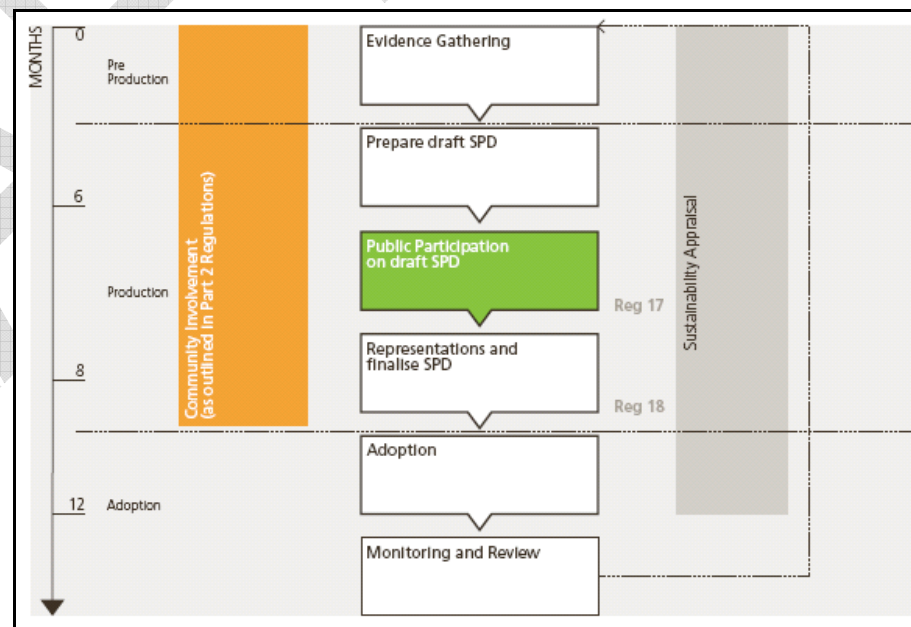 MONTHS
0
Pre
Production
6
Production
8
12
Adoption
Community Involvement
(as outlined in Part 2 Regulations)
Evidence Gathering
Prepare draft SPD
Public Participation
on draft SPD
Reg 17
Representations and
finalise SPD
Reg 18
Adoption
Monitoring and Review
Sustainability Appraisal